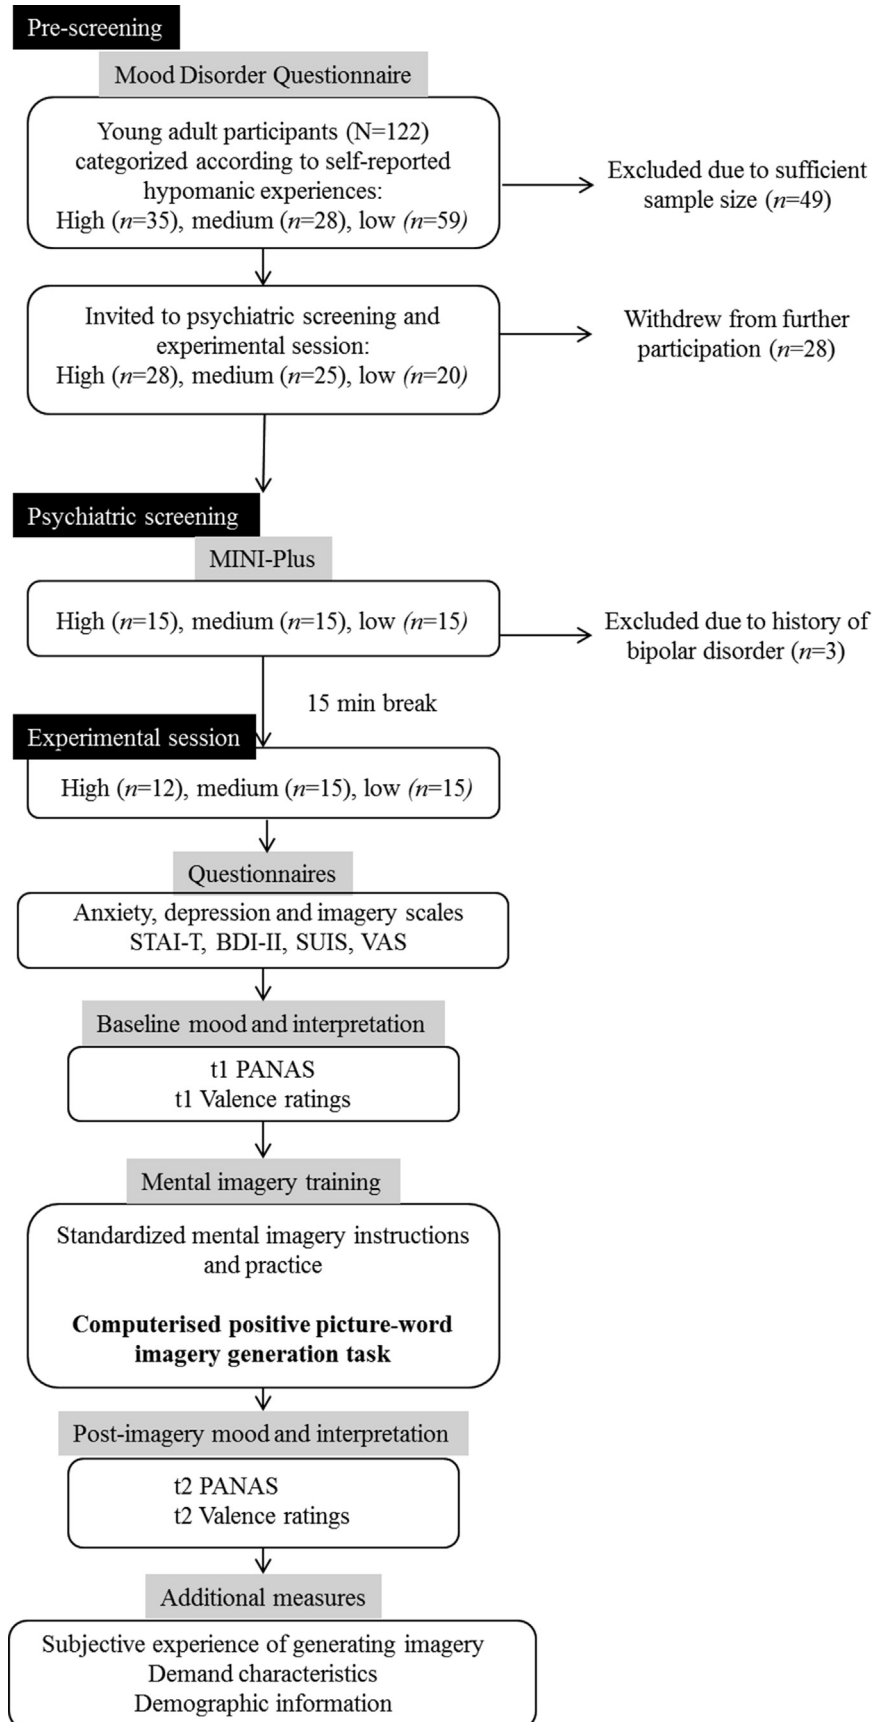 Pre-screening
Mood Disorder Questionnaire
Young adult participants (N=122)
categorized according to self-reported
hypomanic experiences:
High (n=35), medium (n=28), low (n=59)
Excluded due to sufficient
sample size (n=49)
Invited to psychiatric screening and
experimental session:
High (n=28), medium (n=25), low (n=20)
Withdrew from further
participation (n=28)
Psychiatric screening
MINI-Plus
High (n=15), medium (n=15), low (n=15)
Excluded due to history of
bipolar disorder (n=3)
15 min break
Experimental session
High (n=12), medium (n=15), low (n=15)
Questionnaires
Anxiety, depression and imagery scales
STAI-T, BDI-II, SUIS, VAS
Baseline mood and interpretation
t1 PANAS
t1 Valence ratings
Mental imagery training
Standardized mental imagery instructions
and practice
Computerised positive picture-word
imagery generation task
Post-imagery mood and interpretation
t2 PANAS
t2 Valence ratings
Additional measures
Subjective experience of generating imagery
Demand characteristics
Demographic information